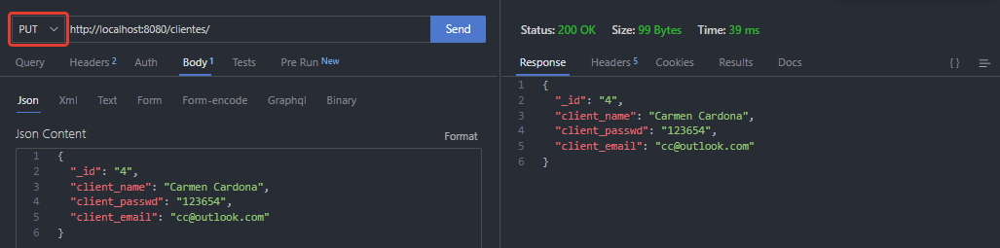 PUT http://localhost:8080/clientes/ Send
Query Headers 2 Auth Body 1 Tests Pre Run New
Json Xml Text Form Form-encode Graphql Binary
Json Content Format
1 {
2 "_id": "4",
3 "client_name": "Carmen Cardona",
4 "client_passwd": "123654",
5 "client_email": "cc@outlook.com"
6 }
Status: 200 OK Size: 99 Bytes Time: 39 ms
Response Headers 5 Cookies Results Docs { }
1 {
2 "_id": "4",
3 "client_name": "Carmen Cardona",
4 "client_passwd": "123654",
5 "client_email": "cc@outlook.com"
6 }